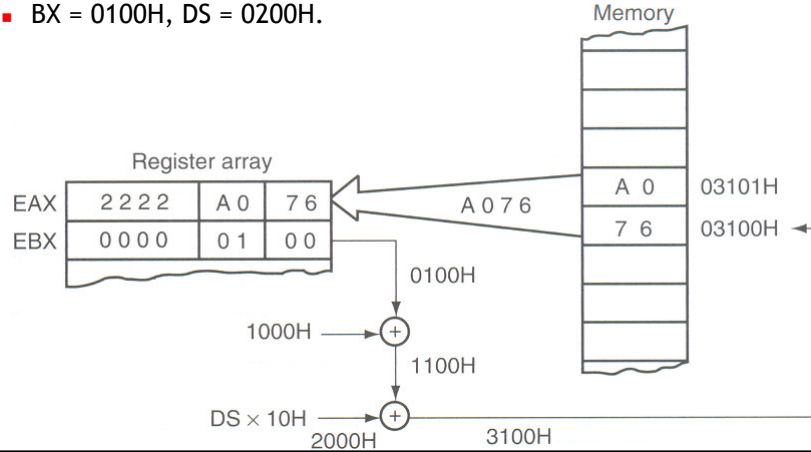 ▪ BX = 0100H, DS = 0200H.
Memory
Register array
EAX 2222 A0 76
EBX 0000 01 00
A076
A0 03101H
76 03100H
0100H
1000H +
1100H
DS × 10H +
2000H
3100H